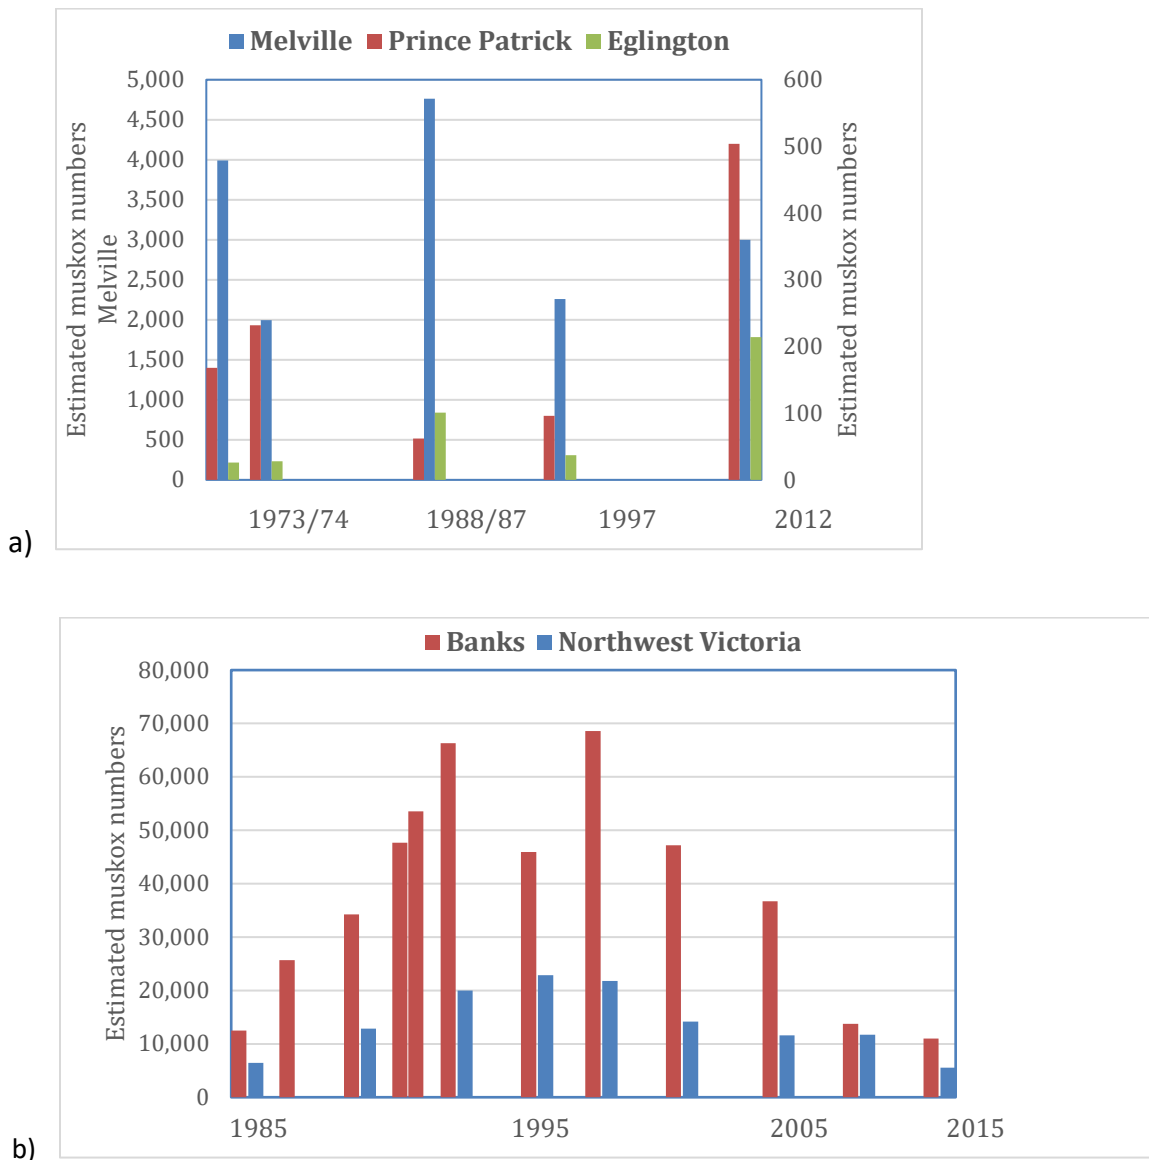 Melville Prince Patrick Eglington
5,000
4,500
4,000
3,500
3,000
2,500
2,000
1,500
1,000
500
0
Estimated muskox numbers
Melville
600
500
400
300
200
100
0
Estimated muskox numbers
1973/74 1988/87 1997 2012
a)
Banks Northwest Victoria
80,000
70,000
60,000
50,000
40,000
30,000
20,000
10,000
0
Estimated muskox numbers
1985 1995 2005 2015
b)